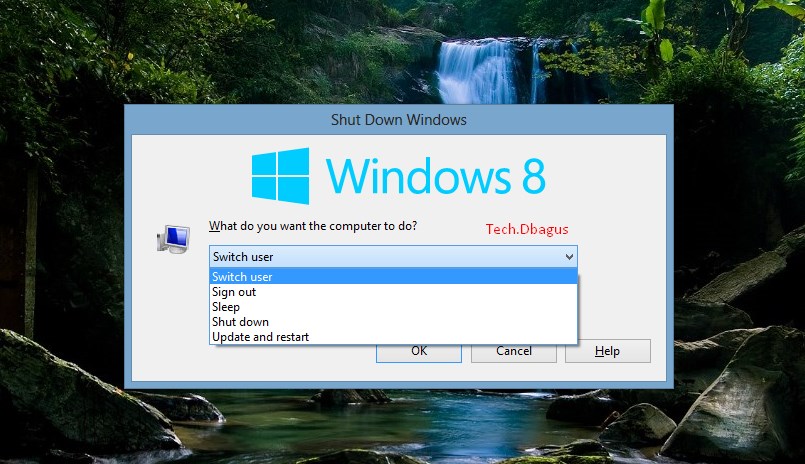 Shut Down Windows
Windows 8
What do you want the computer to do?
Tech.Dbagus
Switch user
Switch user
Sign out
Sleep
Shut down
Update and restart
OK Cancel Help